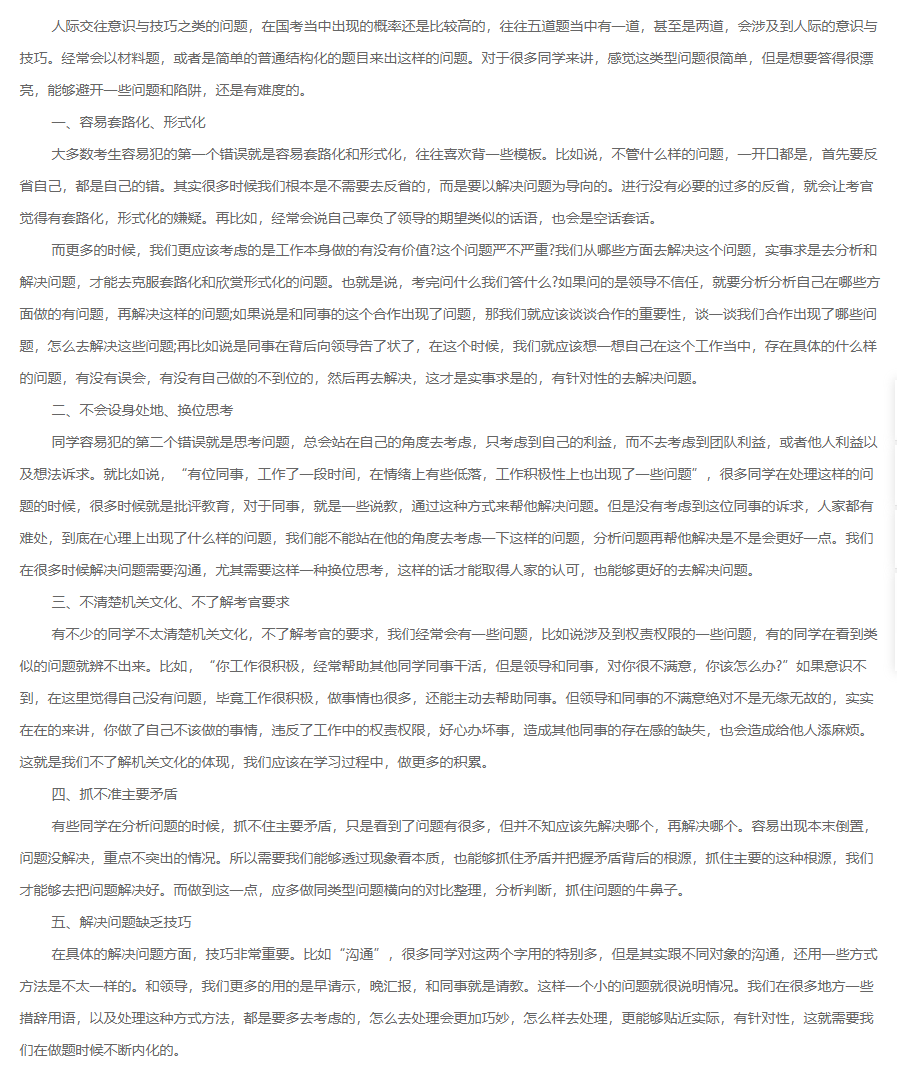 人际交往意识与技巧之类的问题，在国考当中出现的概率还是比较高的，往往五道题当中有一道，甚至是两道，会涉及到人际的意识与
技巧。经常会以材料题，或者是简单的普通结构化的题目来出这样的问题。对于很多同学来讲，感觉这类型问题很简单，但是想要答得很漂
亮，能够避开一些问题和陷阱，还是有难度的。
一、容易套路化、形式化
大多数考生容易犯的第一个错误就是容易套路化和形式化，往往喜欢背一些模板。比如说，不管什么样的问题，一开口都是，首先要反
省自己，都是自己的错。其实很多时候我们根本是不需要去反省的，而是要以解决问题为导向的。进行没有必要的过多的反省，就会让考官
觉得有套路化，形式化的嫌疑。再比如，经常会说自己辜负了领导的期望类似的话语，也会是空话套话。
而更多的时候，我们更应该考虑的是工作本身做的有没有价值?这个问题严不严重?我们从哪些方面去解决这个问题，实事求是去分析和
解决问题，才能去克服套路化和欣赏形式化的问题。也就是说，考完问什么我们答什么?如果问的是领导不信任，就要分析分析自己在哪些方
面做的有问题，再解决这样的问题;如果说是和同事的这个合作出现了问题，那我们就应该谈谈合作的重要性，谈一谈我们合作出现了哪些问
题，怎么去解决这些问题;再比如说是同事在背后向领导告了状了，在这个时候，我们就应该想一想自己在这个工作当中，存在具体的什么样
的问题，有没有误会，有没有自己做的不到位的，然后再去解决，这才是实事求是的，有针对性的去解决问题。
二、不会设身处地、换位思考
同学容易犯的第二个错误就是思考问题，总会站在自己的角度去考虑，只考虑到自己的利益，而不去考虑到团队利益，或者他人利益以
及想法诉求。就比如说，“有位同事，工作了一段时间，在情绪上有些低落，工作积极性上也出现了一些问题”，很多同学在处理这样的问
题的时候，很多时候就是批评教育，对于同事，就是一些说教，通过这种方式来帮他解决问题。但是没有考虑到这位同事的诉求，人家都有
难处，到底在心理上出现了什么样的问题，我们能不能站在他的角度去考虑一下这样的问题，分析问题再帮他解决是不是会更好一点。我们
在很多时候解决问题需要沟通，尤其需要这样一种换位思考，这样的话才能取得人家的认可，也能够更好的去解决问题。
三、不清楚机关文化、不了解考官要求
有不少的同学不太清楚机关文化，不了解考官的要求，我们经常会有一些问题，比如说涉及到权责权限的一些问题，有的同学在看到类
似的问题就辨不出来。比如，“你工作很积极，经常帮助其他同学同事干活，但是领导和同事，对你很不满意，你该怎么办?”如果意识不
到，在这里觉得自己没有问题，毕竟工作很积极，做事情也很多，还能主动去帮助同事。但领导和同事的不满意绝对不是无缘无故的，实实
在在的来讲，你做了自己不该做的事情，违反了工作中的权责权限，好心办坏事，造成其他同事的存在感的缺失，也会造成给他人添麻烦。
这就是我们不了解机关文化的体现，我们应该在学习过程中，做更多的积累。
四、抓不准主要矛盾
有些同学在分析问题的时候，抓不住主要矛盾，只是看到了问题有很多，但并不知应该先解决哪个，再解决哪个。容易出现本末倒置，
问题没解决，重点不突出的情况。所以需要我们能够透过现象看本质，也能够抓住矛盾并把握矛盾背后的根源，抓住主要的这种根源，我们
才能够去把问题解决好。而做到这一点，应多做同类型问题横向的对比整理，分析判断，抓住问题的牛鼻子。
五、解决问题缺乏技巧
在具体的解决问题方面，技巧非常重要。比如“沟通”，很多同学对这两个字用的特别多，但是其实跟不同对象的沟通，还用一些方式
方法是不太一样的。和领导，我们更多的用的是早请示，晚汇报，和同事就是请教。这样一个小的问题就很说明情况。我们在很多地方一些
措辞用语，以及处理这种方式方法，都是要多去考虑的，怎么去处理会更加巧妙，怎么样去处理，更能够贴近实际，有针对性，这就需要我
们在做题时候不断内化的。